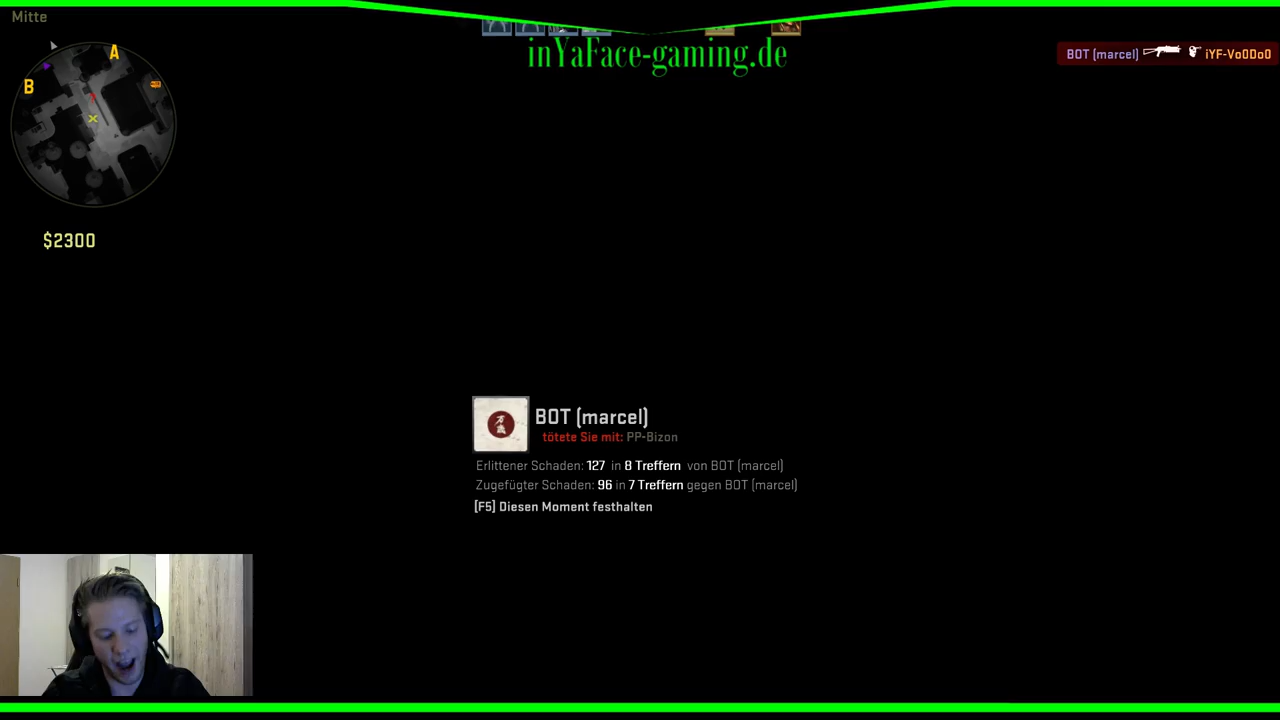 Mitte
inYaFace-gaming.de
A
B
BOT (marcel) iYF-Vo0Do0
$2300
BOT (marcel)
tötete Sie mit: PP-Bizon
Erlittener Schaden: 127 in 8 Treffern von BOT (marcel)
Zugefügter Schaden: 96 in 7 Treffern gegen BOT (marcel)
[F5] Diesen Moment festhalten